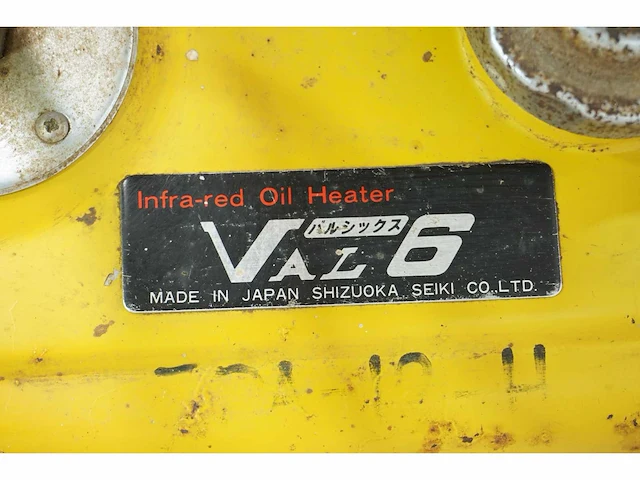 Infra-red Oil Heater
バルシックス
VAL 6
MADE IN JAPAN SHIZUOKA SEIKI CO.,LTD.